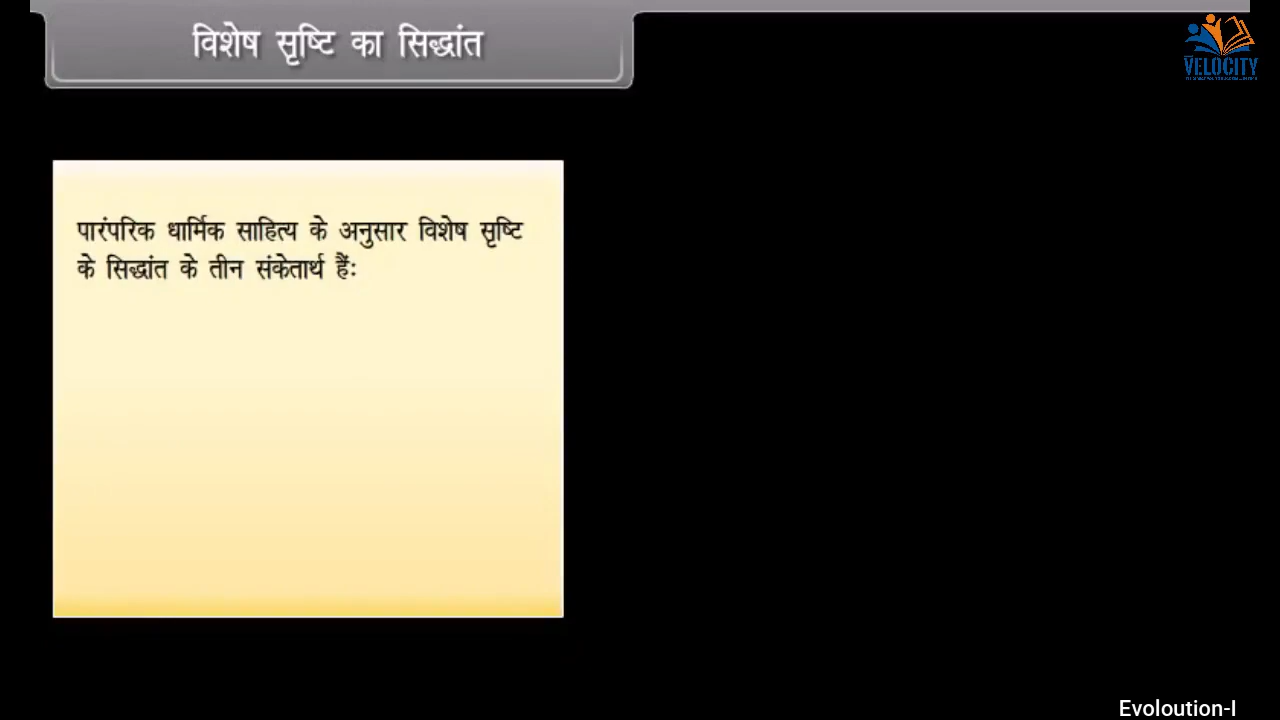 विशेष सृष्टि का सिद्धांत
VELOCITY
पारंपरिक धार्मिक साहित्य के अनुसार विशेष सृष्टि
के सिद्धांत के तीन संकेतार्थ हैंः
Evoloution-I